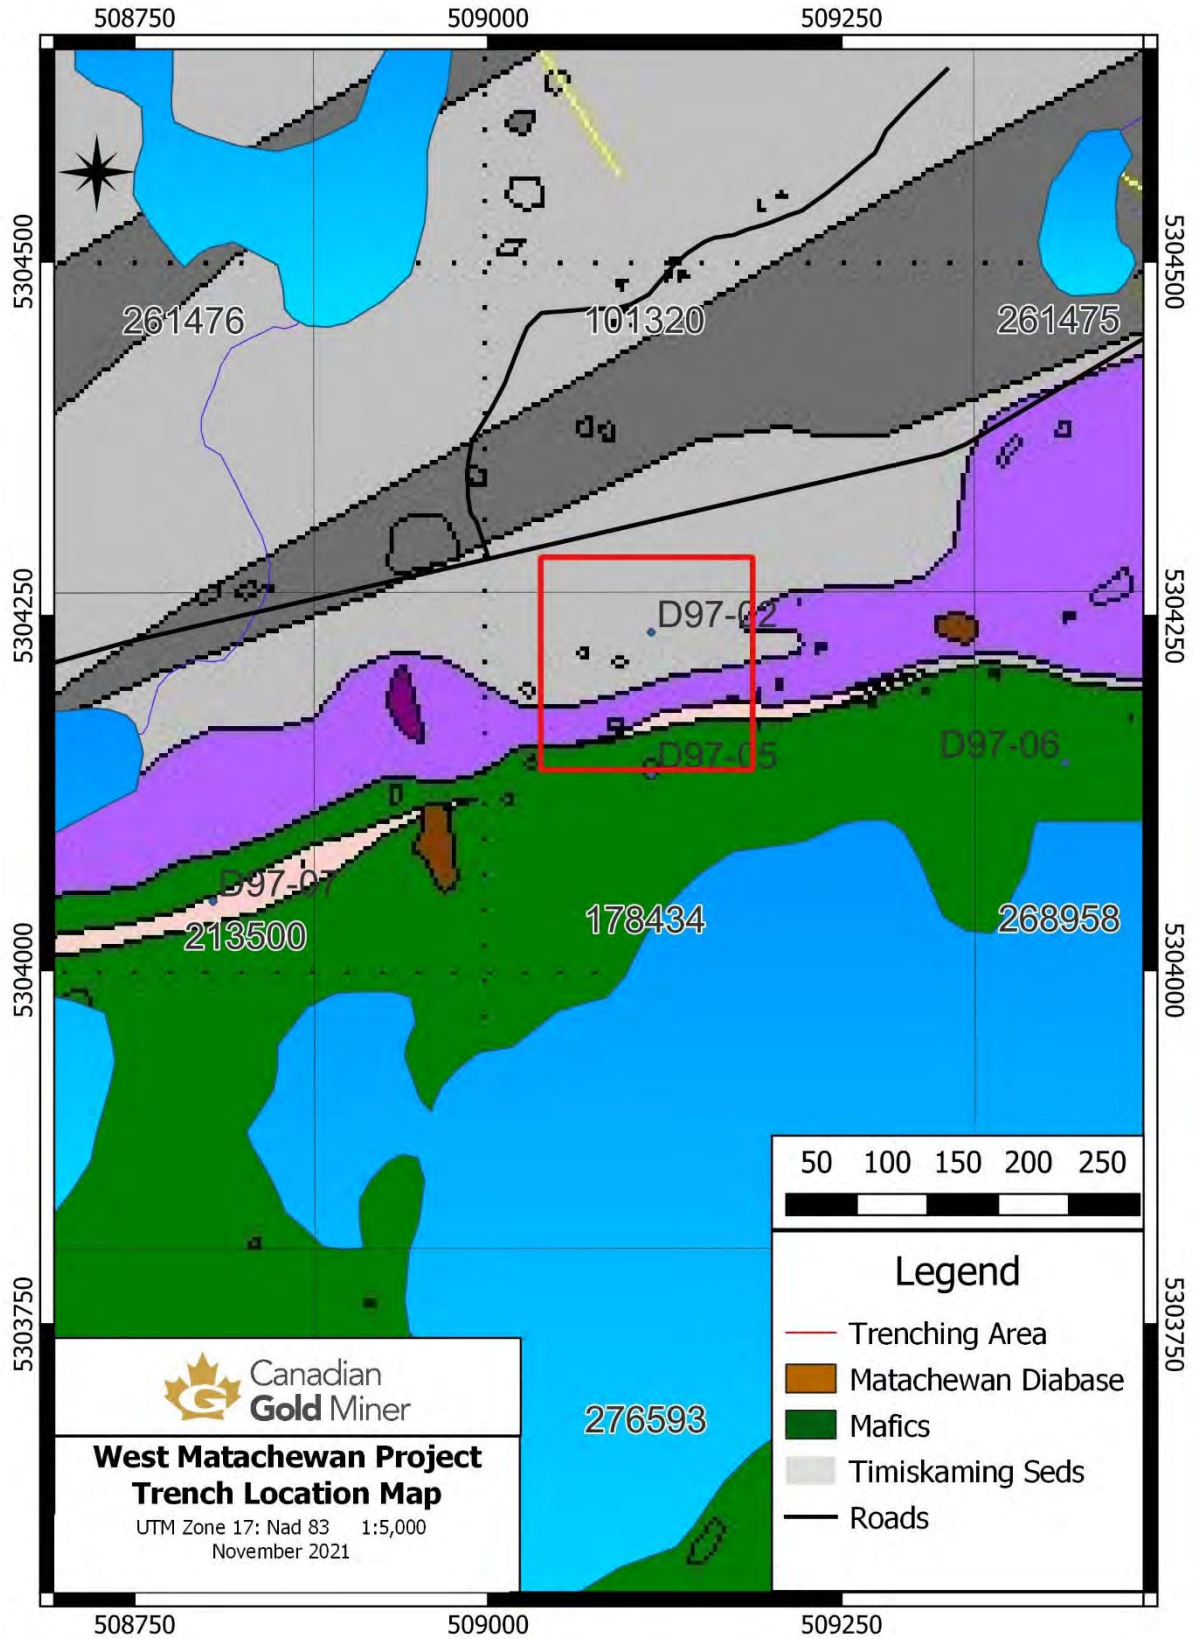 508750 509000 509250
5304500 5304500
261476 101320 261475
D97-02
5304250 5304250
D97-05 D97-06
D97-07
213500 178434 268958
5304000 5304000
50 100 150 200 250
Legend
Trenching Area
Matachewan Diabase
Mafics
Timiskaming Seds
Roads
5303750 5303750
276593
Canadian
Gold Miner
West Matachewan Project
Trench Location Map
UTM Zone 17: Nad 83 1:5,000
November 2021
508750 509000 509250